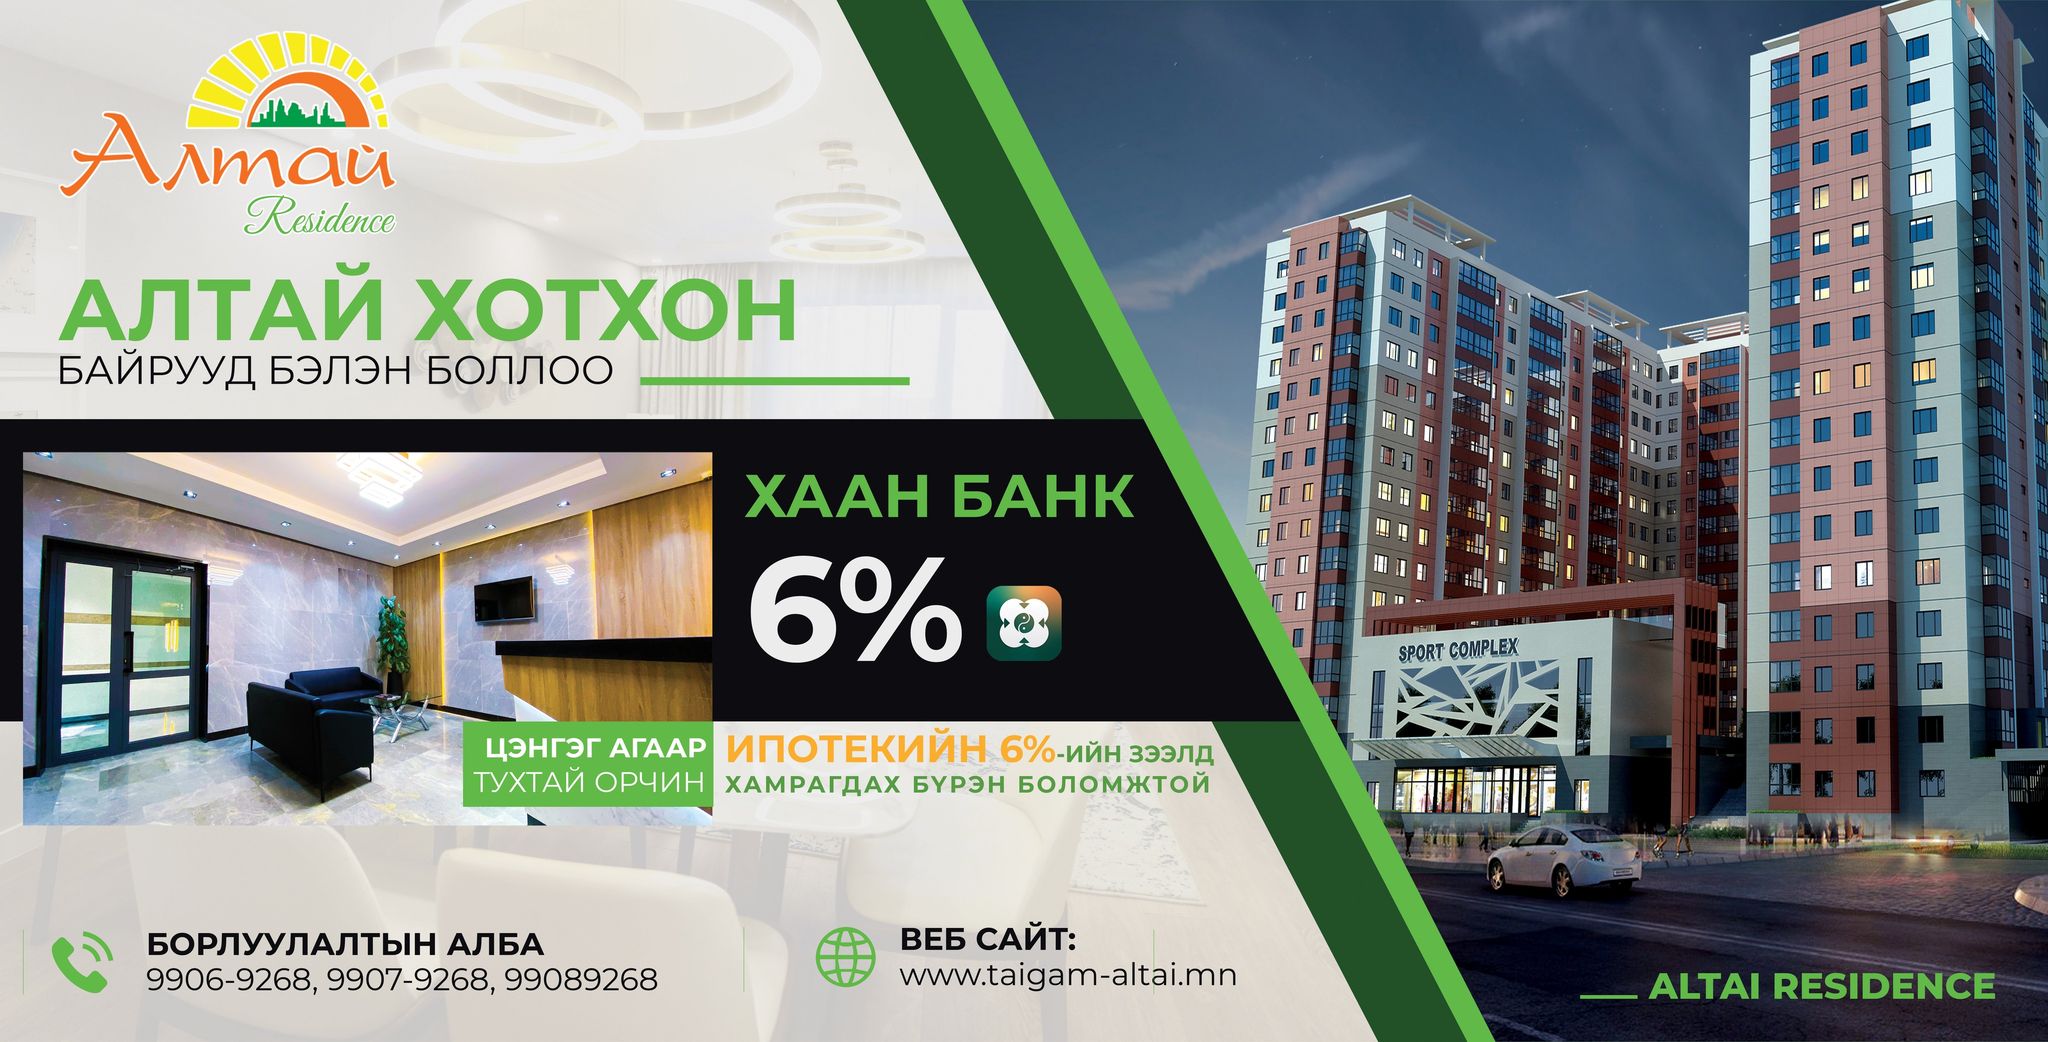 Алтай
Residence
АЛТАЙ ХОТХОН
БАЙРУУД БЭЛЭН БОЛЛОО
ХААН БАНК
6%
ЦЭНГЭГ АГААР
ТУХТАЙ ОРЧИН
ИПОТЕКИЙН 6%-ИЙН ЗЭЭЛД
ХАМРАГДАХ БҮРЭН БОЛОМЖТОЙ
SPORT COMPLEX
БОРЛУУЛАЛТЫН АЛБА
9906-9268, 9907-9268, 99089268
ВЕБ САЙТ:
www.taigam-altai.mn
ALTAI RESIDENCE